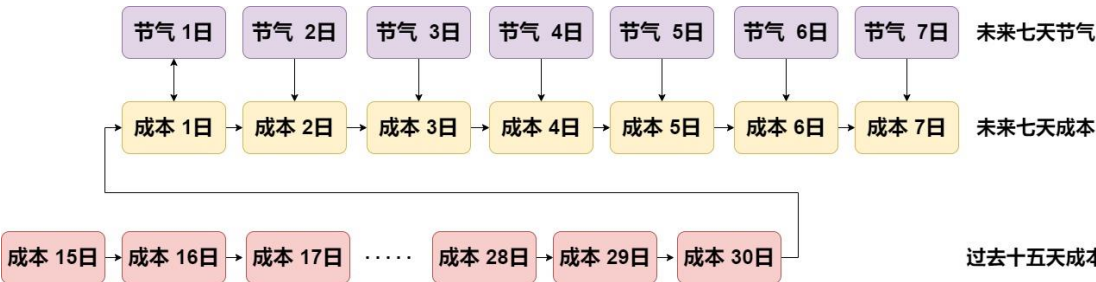 节气 1日 节气 2日 节气 3日 节气 4日 节气 5日 节气 6日 节气 7日 未来七天节气
成本 1日 成本 2日 成本 3日 成本 4日 成本 5日 成本 6日 成本 7日 未来七天成本
成本 15日 成本 16日 成本 17日 ····· 成本 28日 成本 29日 成本 30日 过去十五天成本